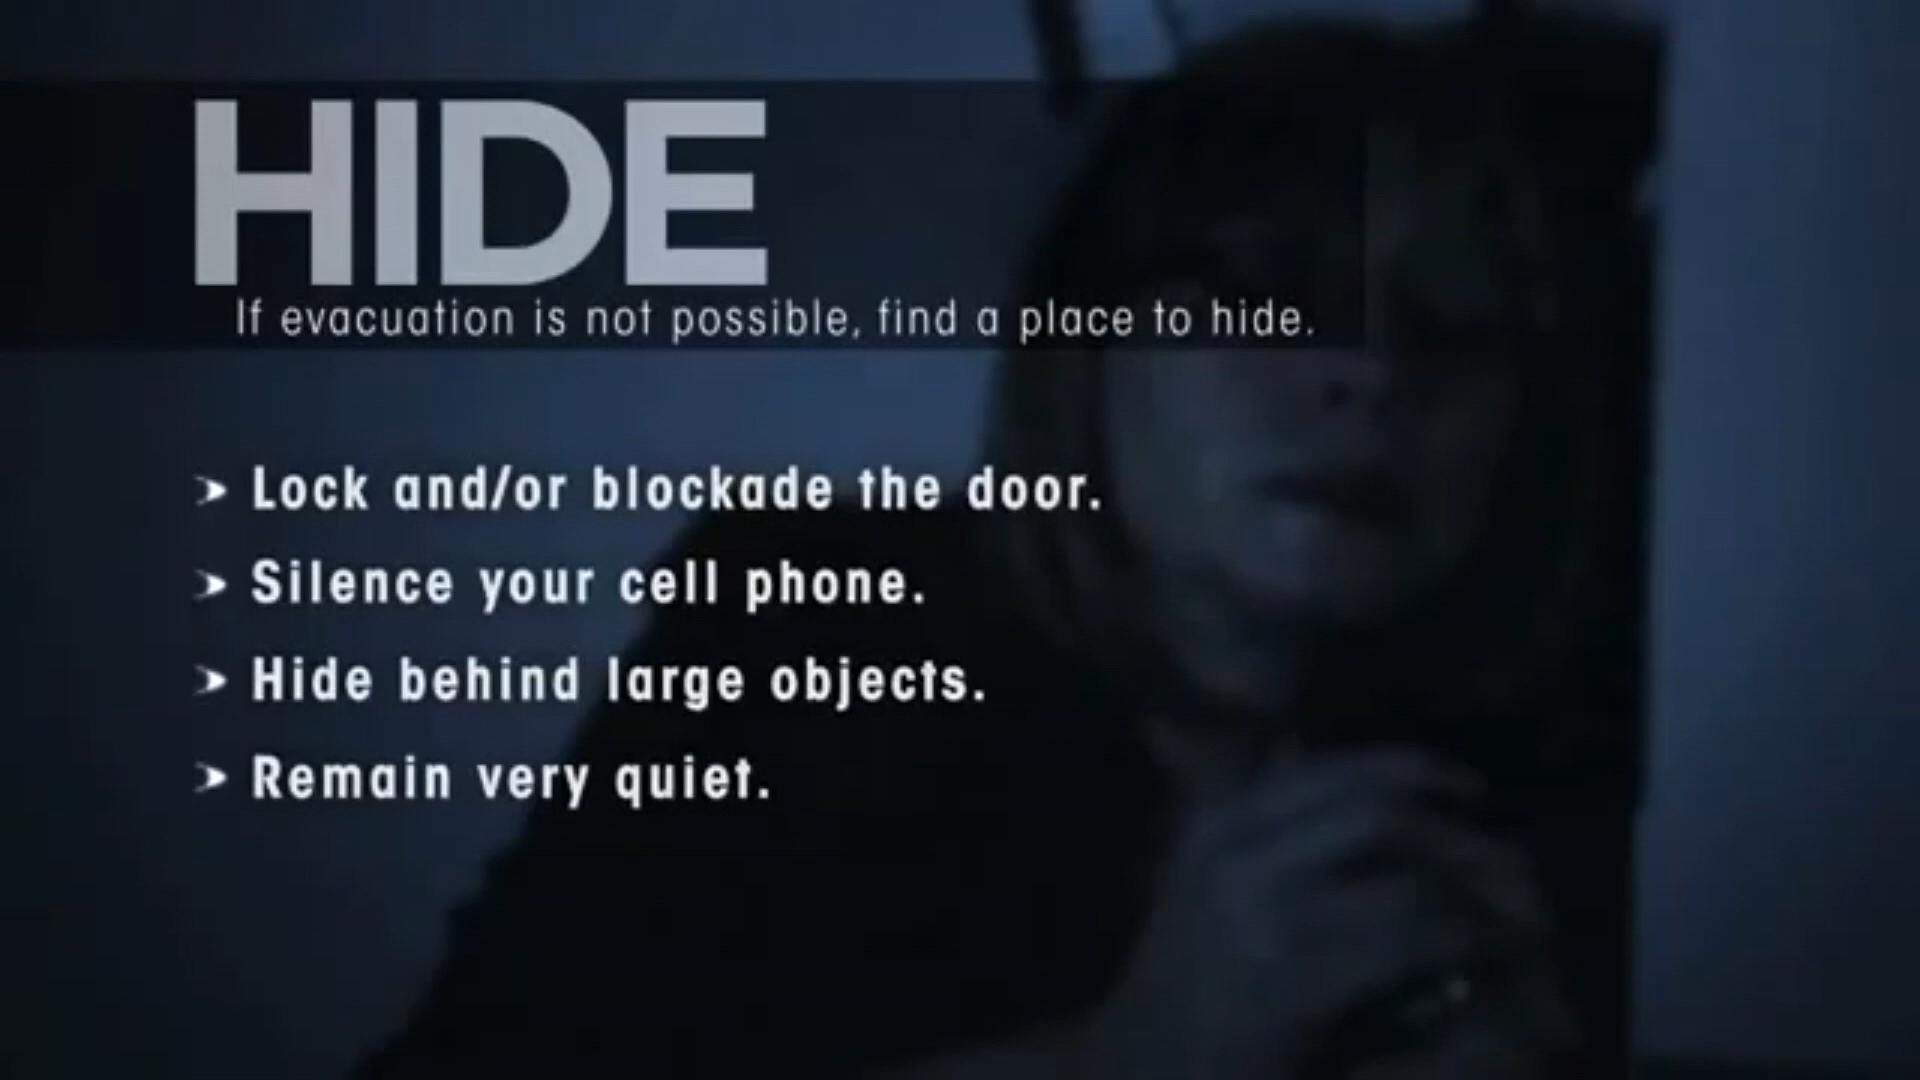 HIDE
If evacuation is not possible, find a place to hide.
➢ Lock and/or blockade the door.
➢ Silence your cell phone.
➢ Hide behind large objects.
➢ Remain very quiet.